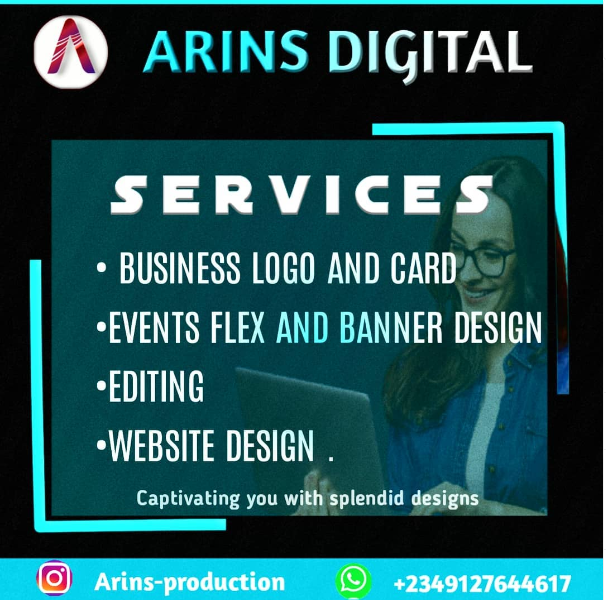 ARINS DIGITAL
SERVICES
• BUSINESS LOGO AND CARD
•EVENTS FLEX AND BANNER DESIGN
•EDITING
•WEBSITE DESIGN .
Captivating you with splendid designs
Arins-production
+2349127644617